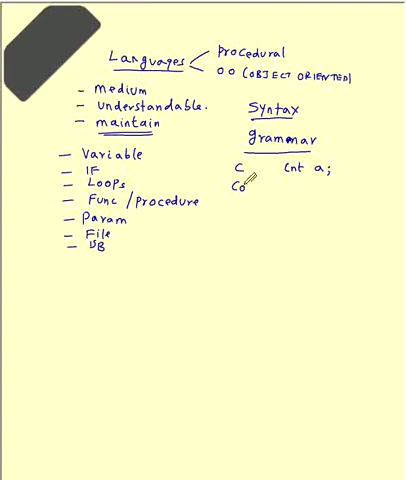 Languages
Procedural
OO (OBJECT ORIENTED)
- Medium
- Understandable.
- maintain
Syntax
grammar
- Variable
- IF
- Loops
- Func / Procedure
- Param
- File
- DB
C int a;
Co